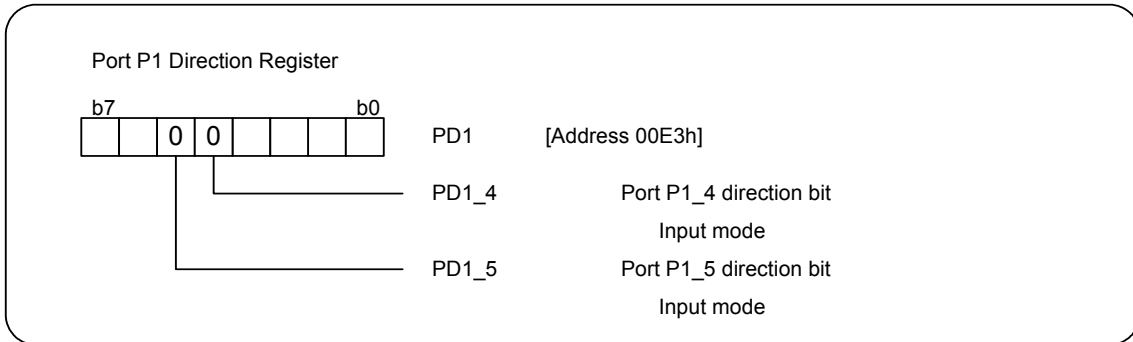 Port P1 Direction Register
b7 b0
0 0 PD1 [Address 00E3h]
PD1_4 Port P1_4 direction bit
Input mode
PD1_5 Port P1_5 direction bit
Input mode